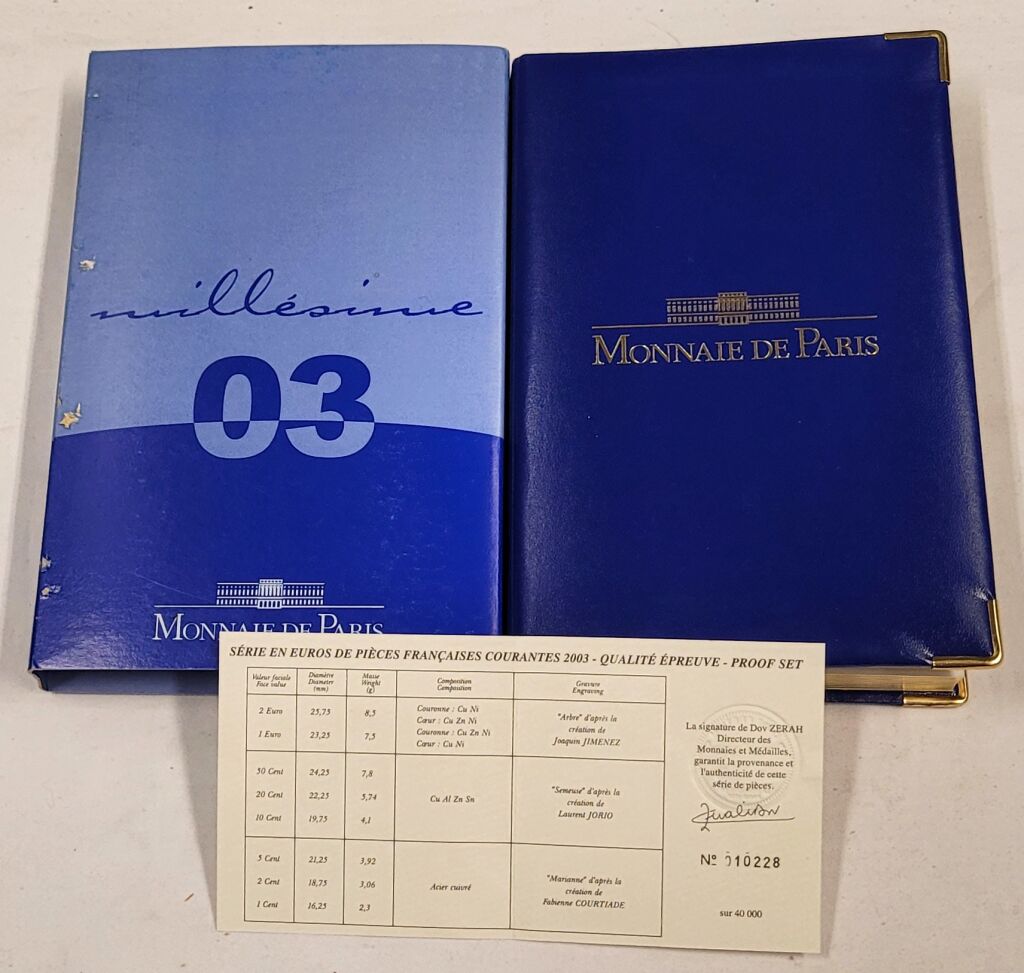 millésime
03
MONNAIE DE PARIS
MONNAIE DE PARIS
SÉRIE EN EUROS DE PIÈCES FRANÇAISES COURANTES 2003 - QUALITÉ ÉPREUVE - PROOF SET
Valeur faciale Diamètre Masse Composition Gravure
Face value Diameter Weight Composition Engraving
(mm) (g)
2 Euro 25,75 8,5 Couronne : Cu Ni
Cœur : Cu Zn Ni
1 Euro 23,25 7,5 Couronne : Cu Zn Ni
Cœur : Cu Ni
"Arbre" d'après la
création de
Joaquin JIMENEZ
50 Cent 24,25 7,8
20 Cent 22,25 5,74
10 Cent 19,75 4,1
Cu Al Zn Sn
"Semeuse" d'après la
création de
Laurent JORIO
5 Cent 21,25 3,92
2 Cent 18,75 3,06
1 Cent 16,25 2,3
Acier cuivré
"Marianne" d'après la
création de
Fabienne COURTIADE
La signature de Dov ZERAH
Directeur des
Monnaies et Médailles,
garantit la provenance et
l'authenticité de cette
série de pièces.
Nº 010228
sur 40 000